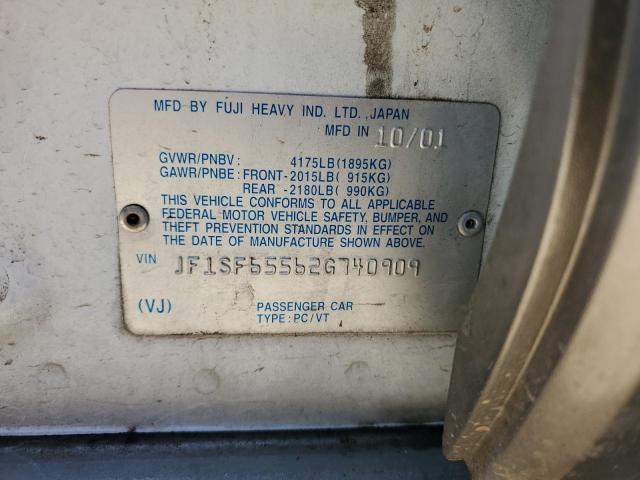 MFD BY FUJI HEAVY IND. LTD., JAPAN
MFD IN 10/01
GVWR/PNBV: 4175LB(1895KG)
GAWR/PNBE: FRONT-2015LB( 915KG)
REAR -2180LB( 990KG)
THIS VEHICLE CONFORMS TO ALL APPLICABLE
FEDERAL MOTOR VEHICLE SAFETY, BUMPER, AND
THEFT PREVENTION STANDARDS IN EFFECT ON
THE DATE OF MANUFACTURE SHOWN ABOVE.
VIN JF1SF65562G740909
(VJ) PASSENGER CAR
TYPE: PC/VT